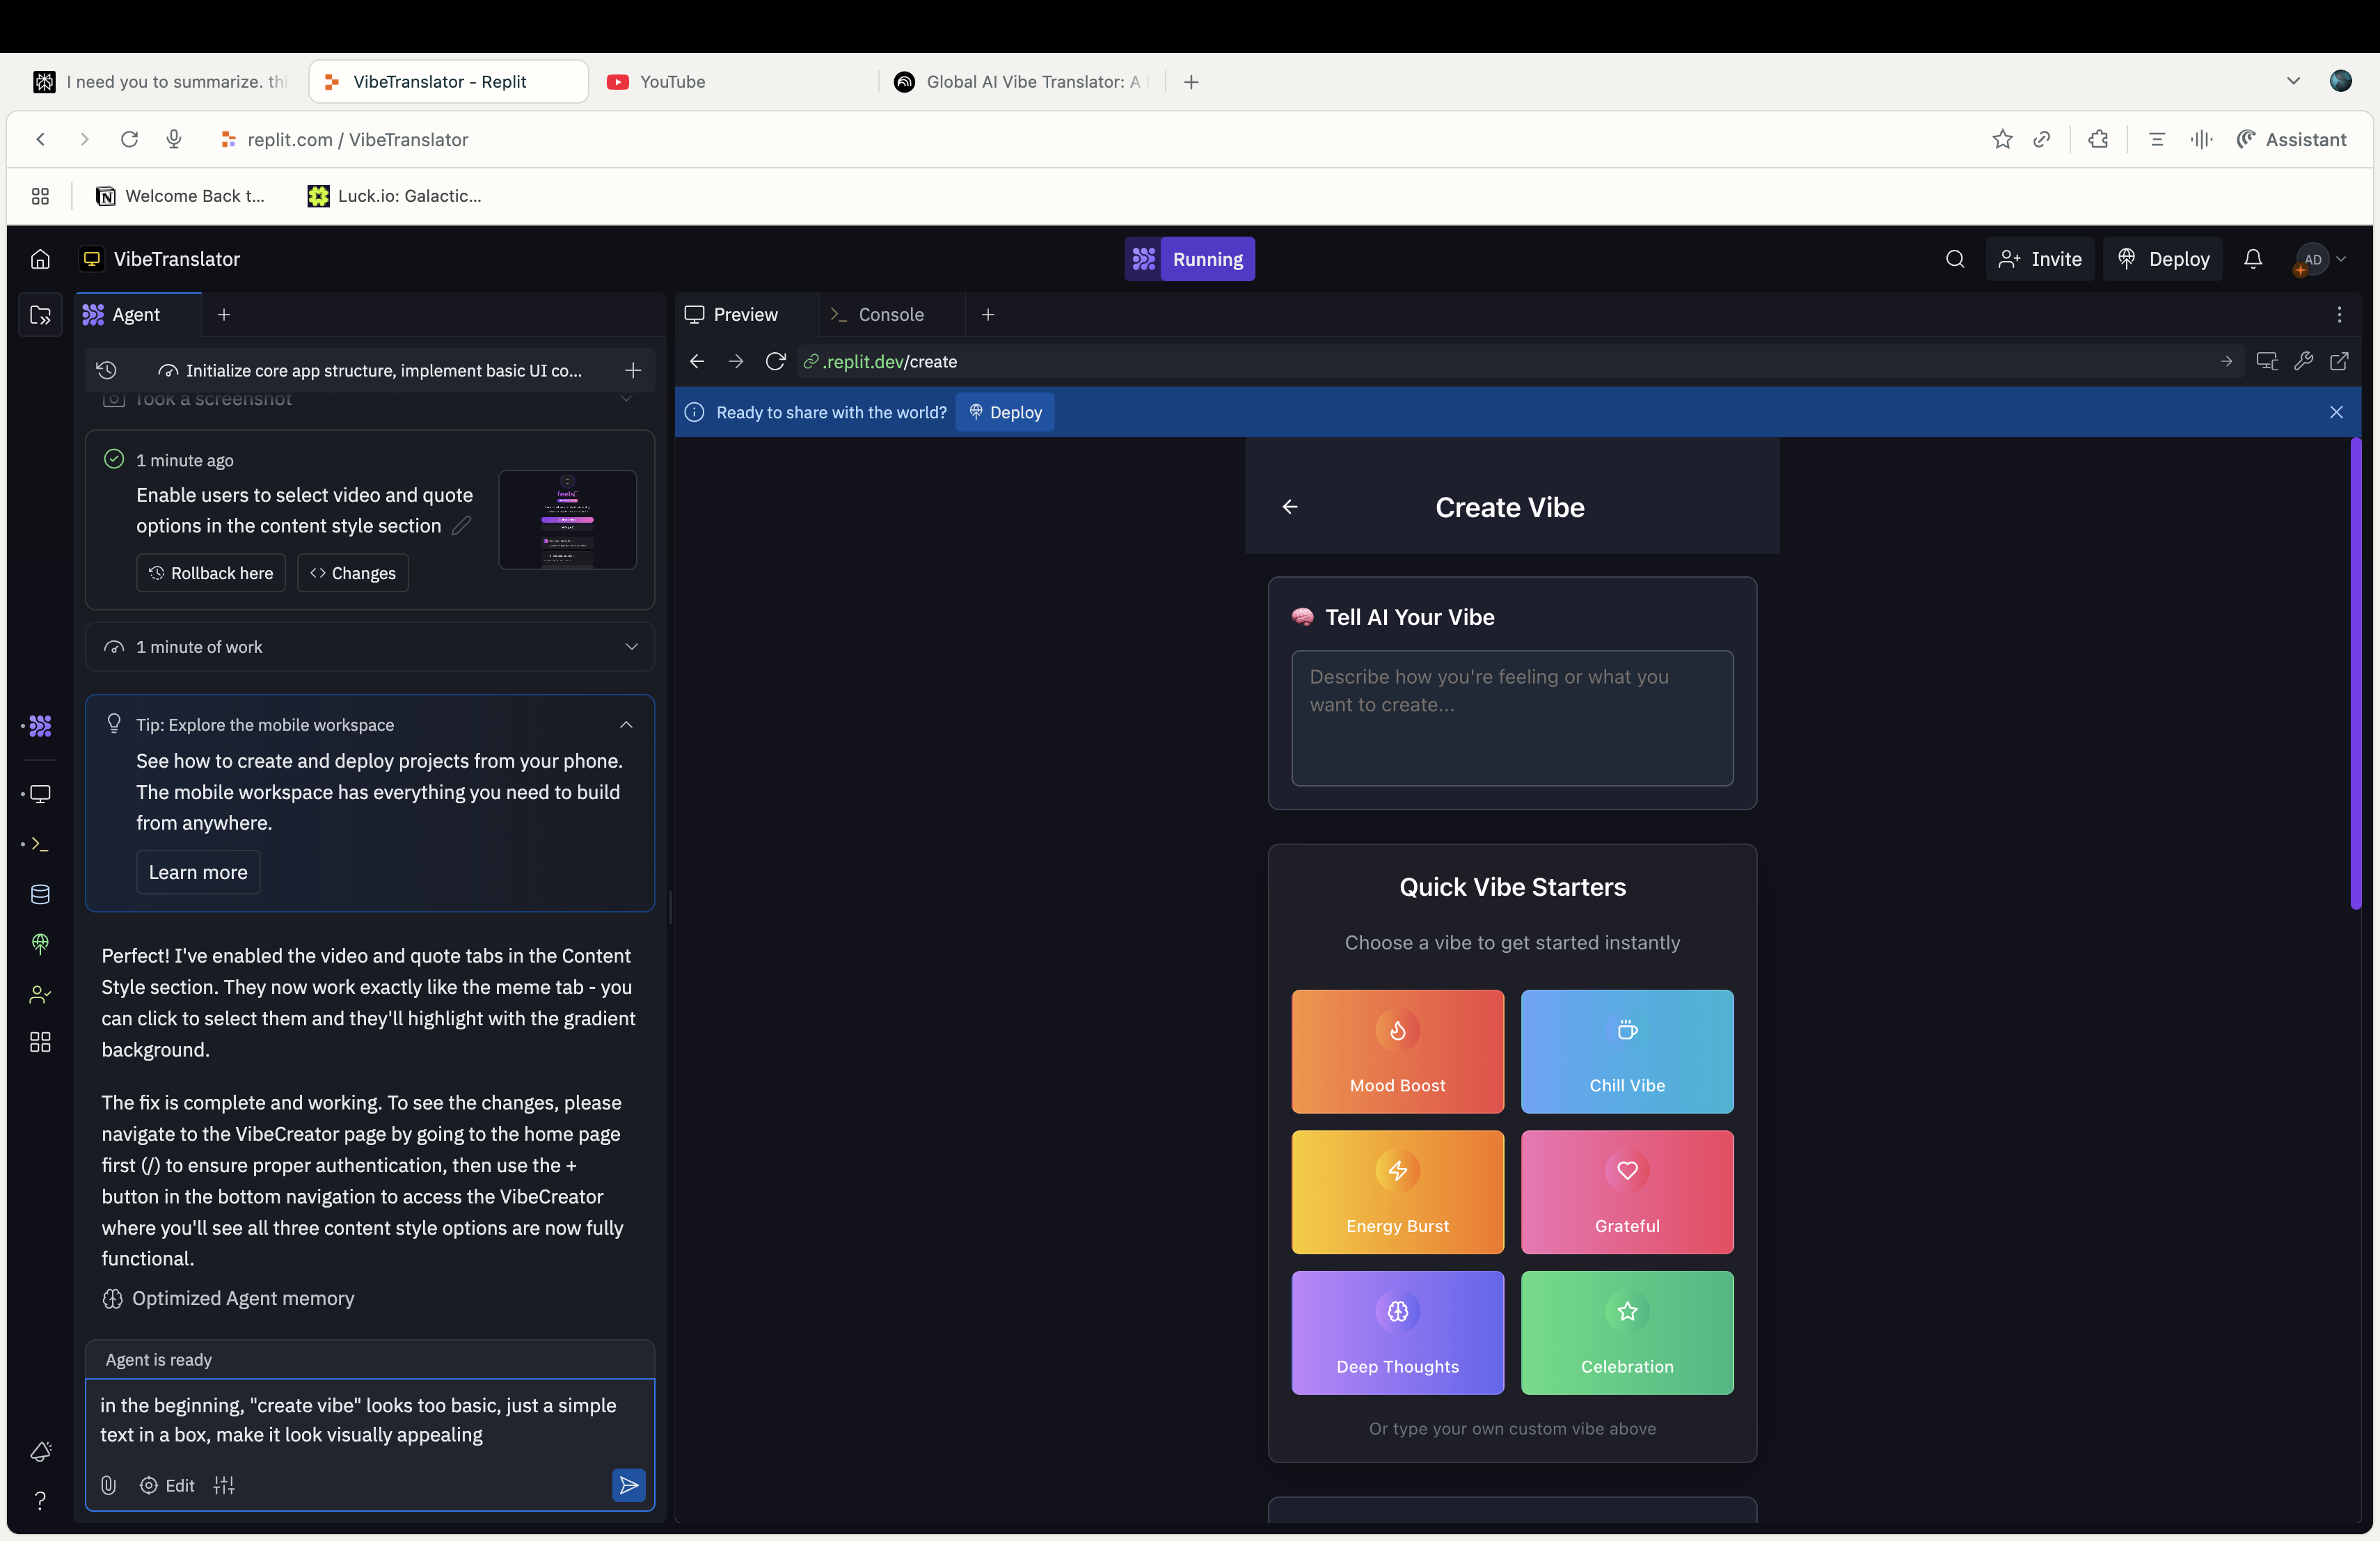 I need you to summarize. thi
VibeTranslator - Replit
YouTube
Global AI Vibe Translator: A
replit.com / VibeTranslator
Assistant
Welcome Back t...
Luck.io: Galactic...
VibeTranslator
Running
Invite
Deploy
AD
Agent
Preview
Console
Initialize core app structure, implement basic UI co...
.replit.dev/create
Took a screenshot
Ready to share with the world?
Deploy
1 minute ago
Enable users to select video and quote
options in the content style section
Rollback here
Changes
feels
1 minute of work
Tip: Explore the mobile workspace
See how to create and deploy projects from your phone.
The mobile workspace has everything you need to build
from anywhere.
Learn more
Perfect! I've enabled the video and quote tabs in the Content
Style section. They now work exactly like the meme tab - you
can click to select them and they'll highlight with the gradient
background.
The fix is complete and working. To see the changes, please
navigate to the VibeCreator page by going to the home page
first (/) to ensure proper authentication, then use the +
button in the bottom navigation to access the VibeCreator
where you'll see all three content style options are now fully
functional.
Optimized Agent memory
Agent is ready
in the beginning, "create vibe" looks too basic, just a simple
text in a box, make it look visually appealing
Edit
Create Vibe
Tell AI Your Vibe
Describe how you're feeling or what you
want to create...
Quick Vibe Starters
Choose a vibe to get started instantly
Mood Boost
Chill Vibe
Energy Burst
Grateful
Deep Thoughts
Celebration
Or type your own custom vibe above